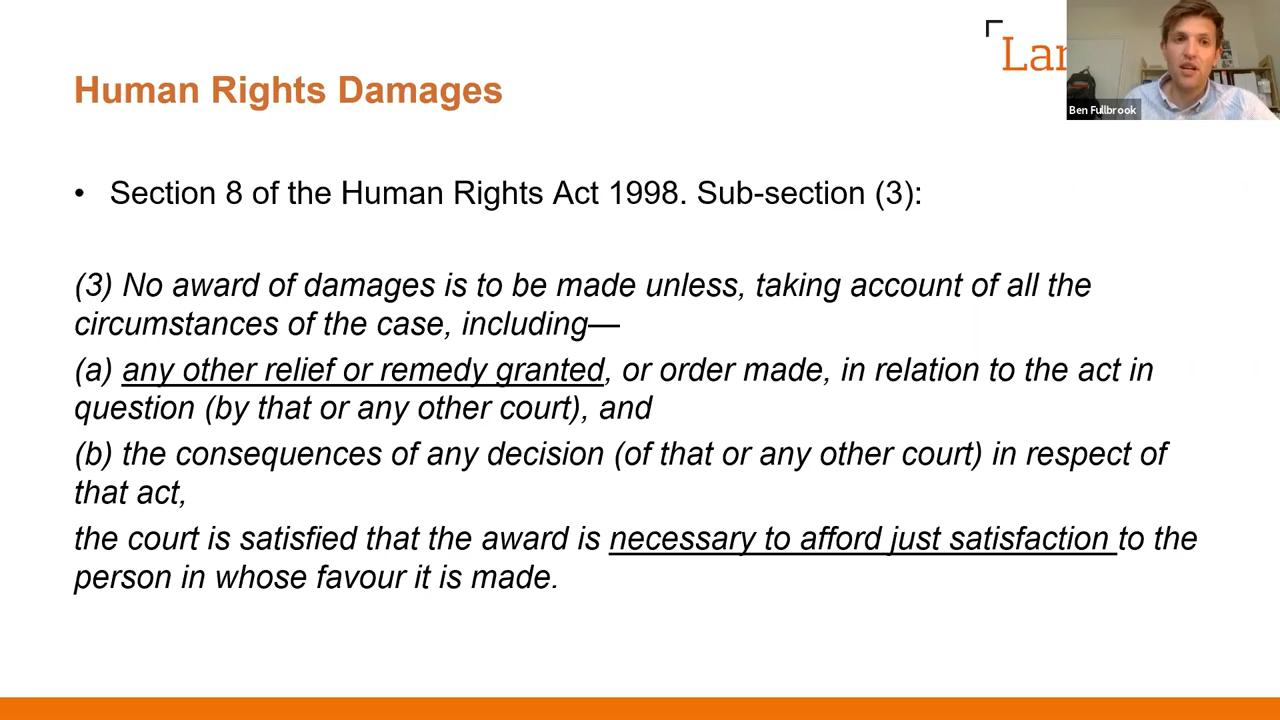 Lan
Ben Fullbrook
Human Rights Damages
• Section 8 of the Human Rights Act 1998. Sub-section (3):
(3) No award of damages is to be made unless, taking account of all the
circumstances of the case, including—
(a) any other relief or remedy granted, or order made, in relation to the act in
question (by that or any other court), and
(b) the consequences of any decision (of that or any other court) in respect of
that act,
the court is satisfied that the award is necessary to afford just satisfaction to the
person in whose favour it is made.